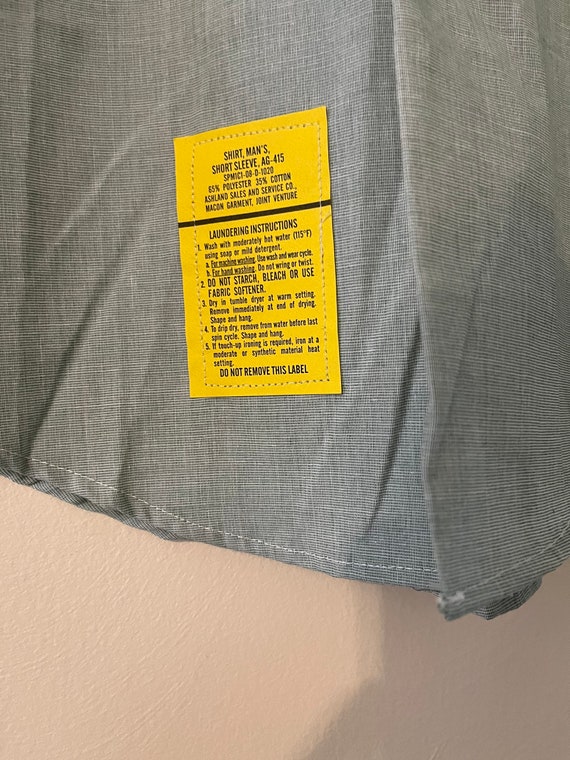 SHIRT, MAN'S,
SHORT SLEEVE, AG-415
SPM1C1-08-D-1020
65% POLYESTER 35% COTTON
ASHLAND SALES AND SERVICE CO.,
MACON GARMENT, JOINT VENTURE
LAUNDERING INSTRUCTIONS
1. Wash with moderately hot water (115°F)
using soap or mild detergent.
a. For machine washing. Use wash and wear cycle.
b. For hand washing. Do not wring or twist.
2. DO NOT STARCH, BLEACH OR USE
FABRIC SOFTENER.
3. Dry in tumble dryer at warm setting.
Remove immediately at end of drying.
Shape and hang.
4. To drip dry, remove from water before last
spin cycle. Shape and hang.
5. If touch-up ironing is required, iron at a
moderate or synthetic material heat
setting.
DO NOT REMOVE THIS LABEL